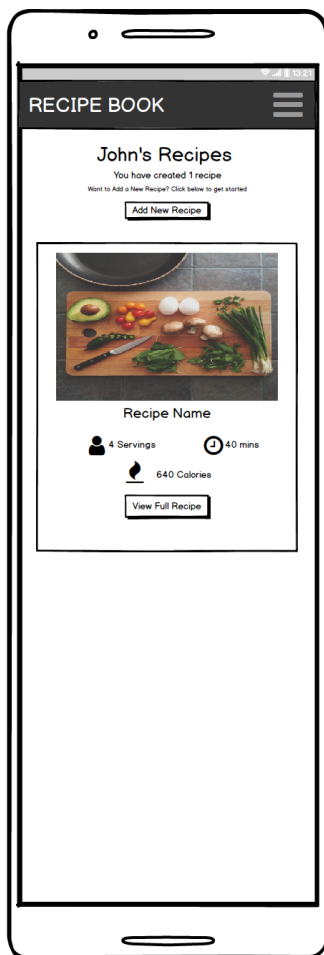 13:21
RECIPE BOOK
John's Recipes
You have created 1 recipe
Want to Add a New Recipe? Click below to get started
Add New Recipe
Recipe Name
4 Servings 40 mins
640 Calories
View Full Recipe